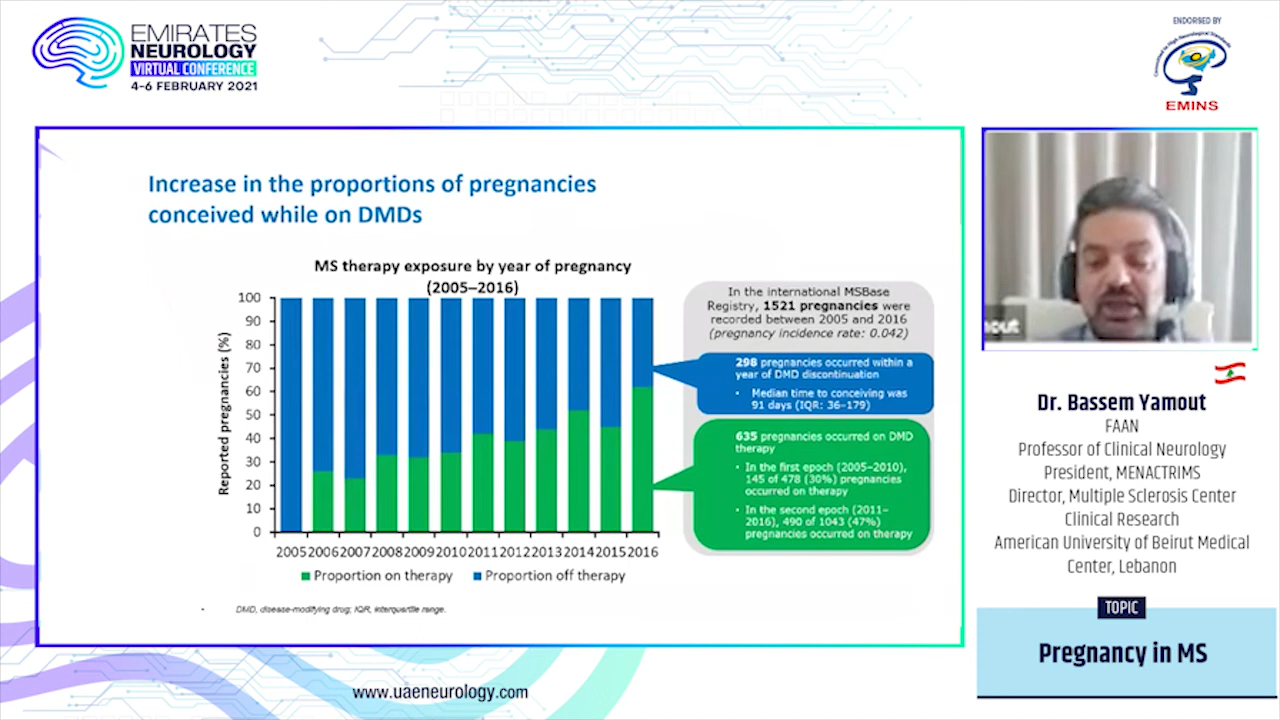 EMIRATES
NEUROLOGY
VIRTUAL CONFERENCE
4-6 FEBRUARY 2021
ENDORSED BY
EMINS
Increase in the proportions of pregnancies
conceived while on DMDs
MS therapy exposure by year of pregnancy
(2005–2016)
Reported pregnancies (%)
100
90
80
70
60
50
40
30
20
10
0
2005 2006 2007 2008 2009 2010 2011 2012 2013 2014 2015 2016
Proportion on therapy Proportion off therapy
In the international MSBase
Registry, 1521 pregnancies were
recorded between 2005 and 2016
(pregnancy incidence rate: 0.042)
298 pregnancies occurred within a
year of DMD discontinuation
• Median time to conceiving was
91 days (IQR: 36–179)
635 pregnancies occurred on DMD
therapy
• In the first epoch (2005–2010),
145 of 478 (30%) pregnancies
occurred on therapy
• In the second epoch (2011–
2016), 490 of 1043 (47%)
pregnancies occurred on therapy
• DMD, disease-modifying drug; IQR, interquartile range.
mout
Dr. Bassem Yamout
FAAN
Professor of Clinical Neurology
President, MENACTRIMS
Director, Multiple Sclerosis Center
Clinical Research
American University of Beirut Medical
Center, Lebanon
TOPIC
Pregnancy in MS
www.uaeneurology.com